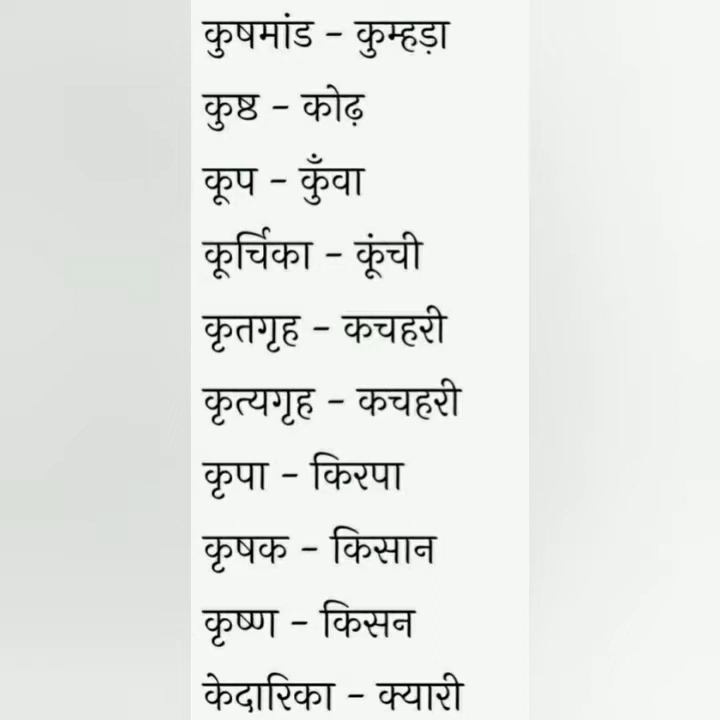 कुषमांड - कुम्हड़ा
कुष्ठ - कोढ़
कूप - कुँवा
कूर्चिका - कूंची
कृतगृह - कचहरी
कृत्यगृह - कचहरी
कृपा - किरपा
कृषक - किसान
कृष्ण - किसन
केदारिका - क्यारी